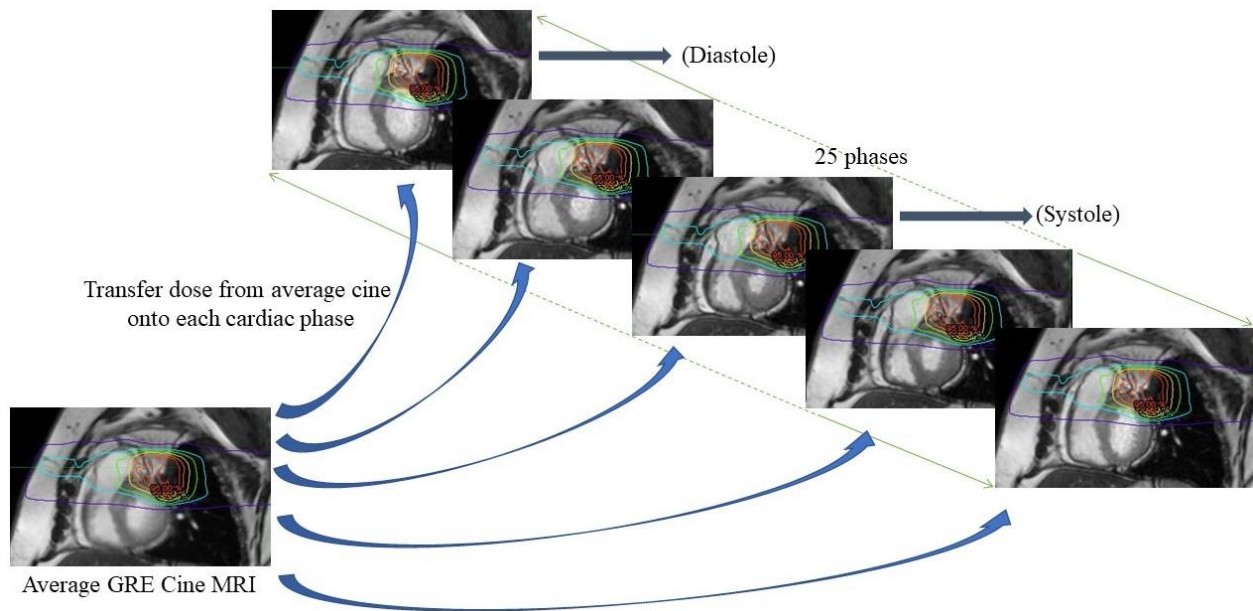 (Diastole)
25 phases
(Systole)
Transfer dose from average cine
onto each cardiac phase
Average GRE Cine MRI